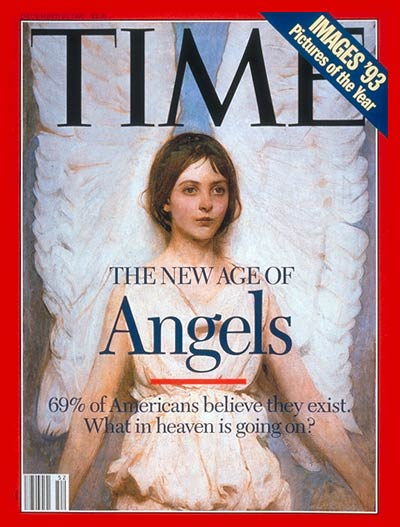 IMAGES '93
Pictures of the Year
TIME
THE NEW AGE OF
Angels
69% of Americans believe they exist.
What in heaven is going on?
52